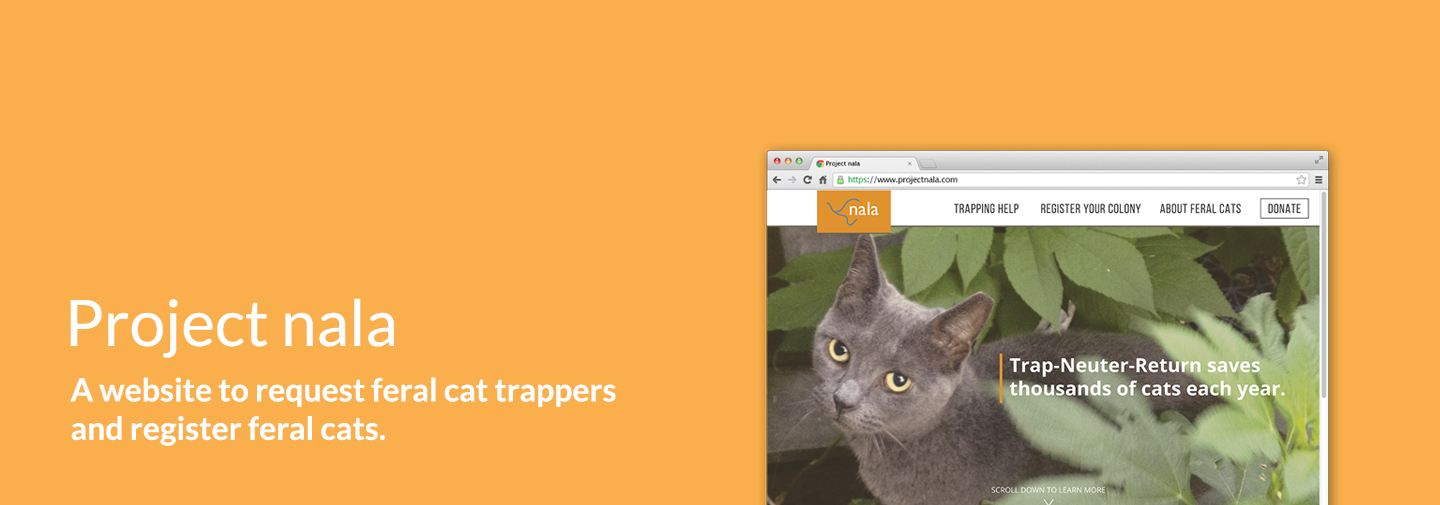 Project nala
https://www.projectnala.com
nala
TRAPPING HELP
REGISTER YOUR COLONY
ABOUT FERAL CATS
DONATE
Project nala
A website to request feral cat trappers
and register feral cats.
Trap-Neuter-Return saves
thousands of cats each year.
SCROLL DOWN TO LEARN MORE